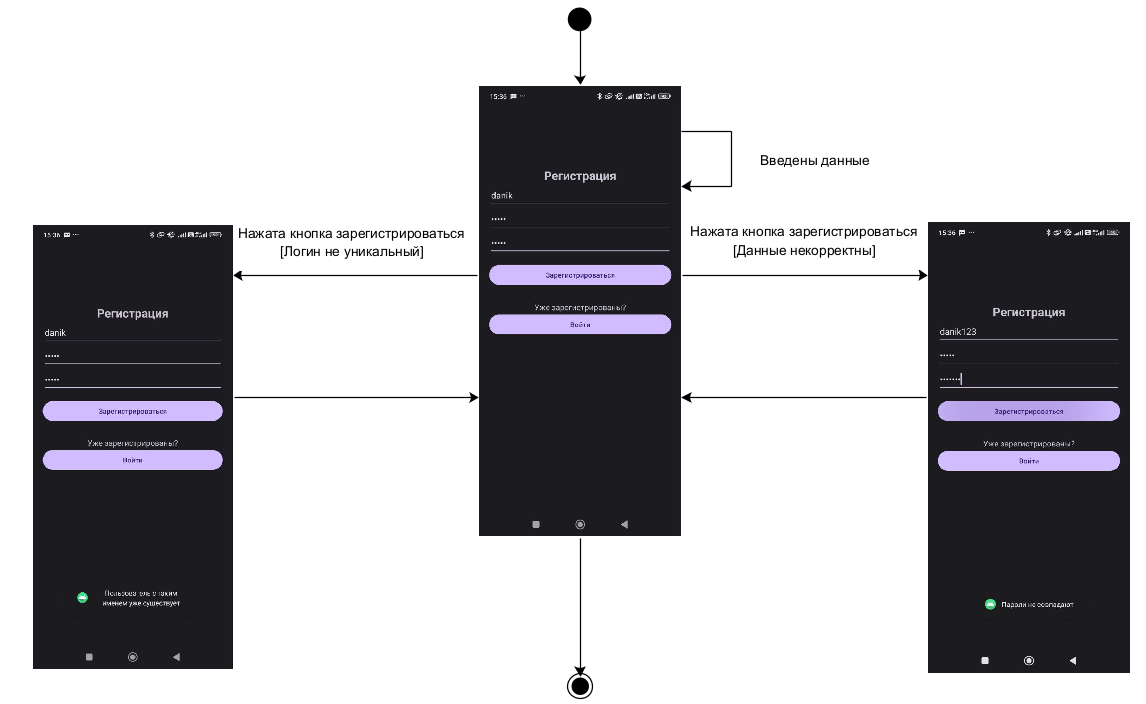 15:36
Регистрация
danik
•••••
•••••
Зарегистрироваться
Уже зарегистрированы?
Войти
Введены данные
Нажата кнопка зарегистрироваться
[Логин не уникальный]
Нажата кнопка зарегистрироваться
[Данные некорректны]
15:36
Регистрация
danik
•••••
•••••
Зарегистрироваться
Уже зарегистрированы?
Войти
Пользователь с таким
именем уже существует
15:36
Регистрация
danik123
•••••
•••••••
Зарегистрироваться
Уже зарегистрированы?
Войти
Пароли не совпадают